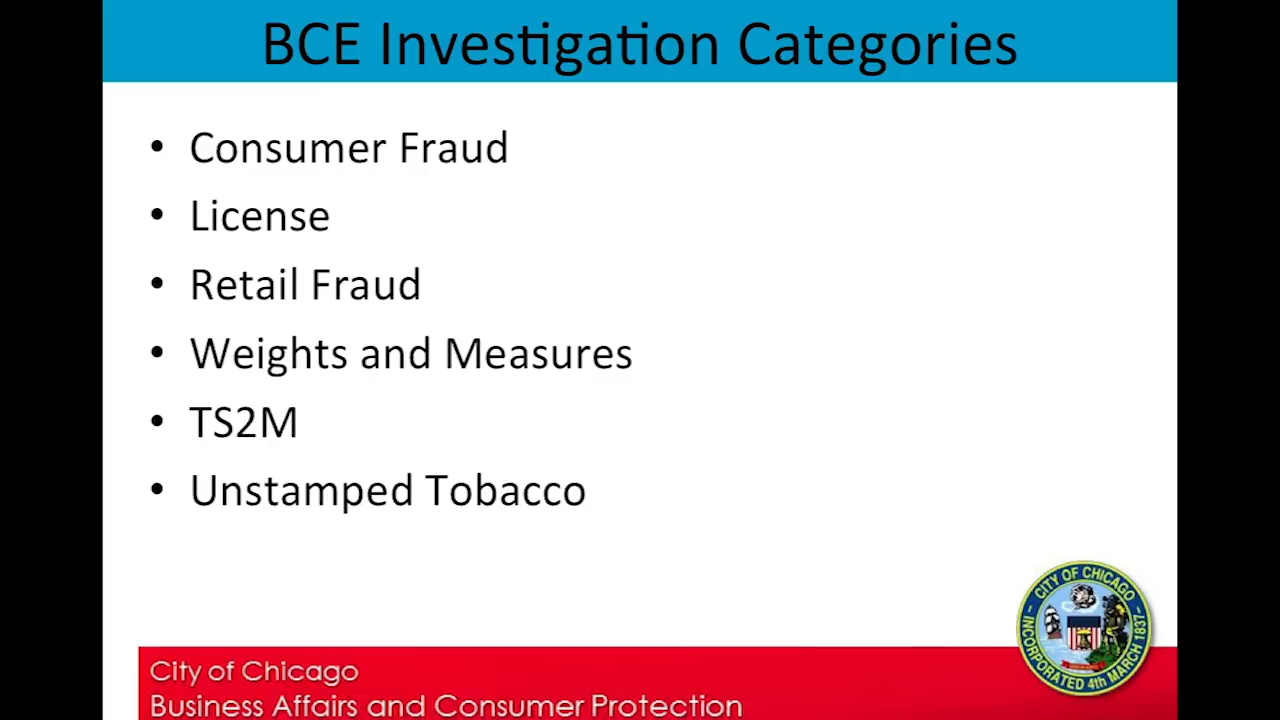 BCE Investigation Categories
• Consumer Fraud
• License
• Retail Fraud
• Weights and Measures
• TS2M
• Unstamped Tobacco
CITY OF CHICAGO
INCORPORATED 4th MARCH 1837
City of Chicago
Business Affairs and Consumer Protection